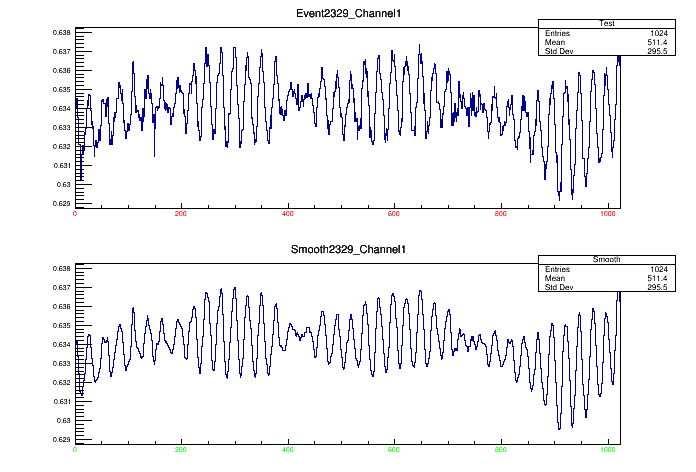 Event2329_Channel1
Test
Entries 1024
Mean 511.4
Std Dev 295.5
0.638
0.637
0.636
0.635
0.634
0.633
0.632
0.631
0.63
0.629
0 200 400 600 800 1000
Smooth2329_Channel1
Smooth
Entries 1024
Mean 511.4
Std Dev 295.5
0.638
0.637
0.636
0.635
0.634
0.633
0.632
0.631
0.63
0.629
0 200 400 600 800 1000